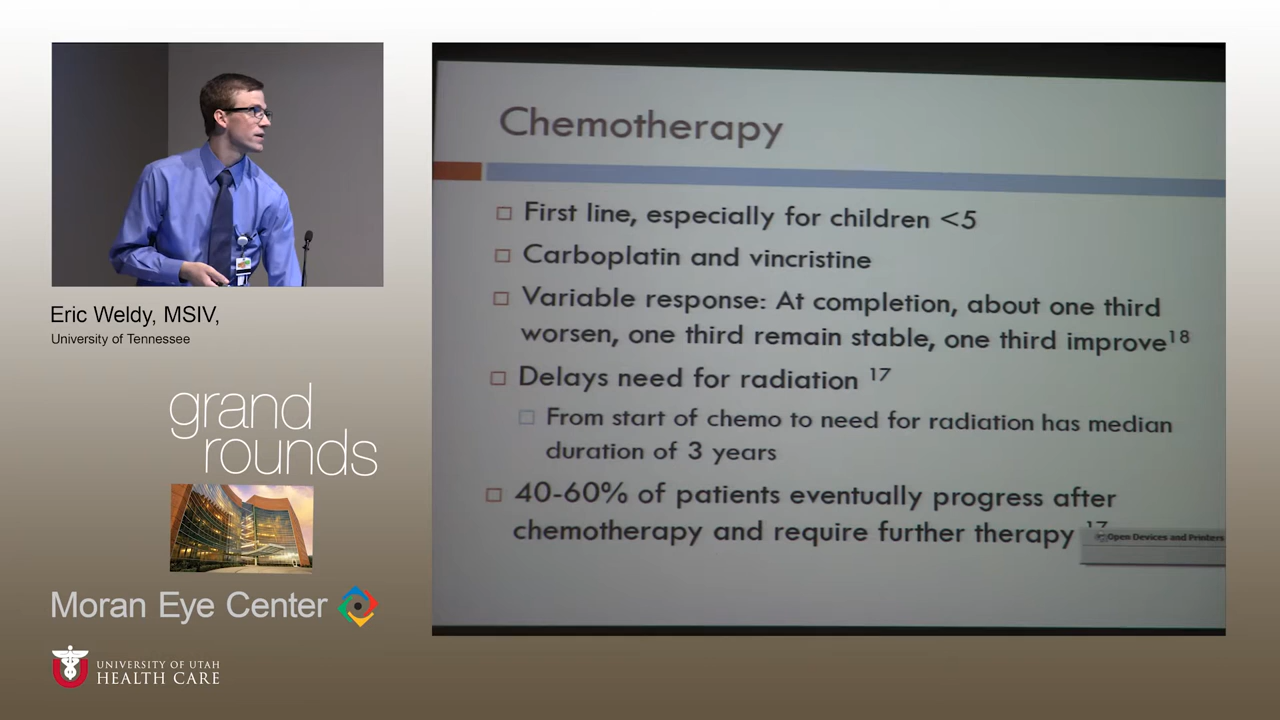 Eric Weldy, MSIV,
University of Tennessee
grand
rounds
Moran Eye Center
UNIVERSITY OF UTAH
HEALTH CARE
Chemotherapy
First line, especially for children <5
Carboplatin and vincristine
Variable response: At completion, about one third
worsen, one third remain stable, one third improve18
Delays need for radiation 17
From start of chemo to need for radiation has median
duration of 3 years
40-60% of patients eventually progress after
chemotherapy and require further therapy 17
Open Devices and Printers